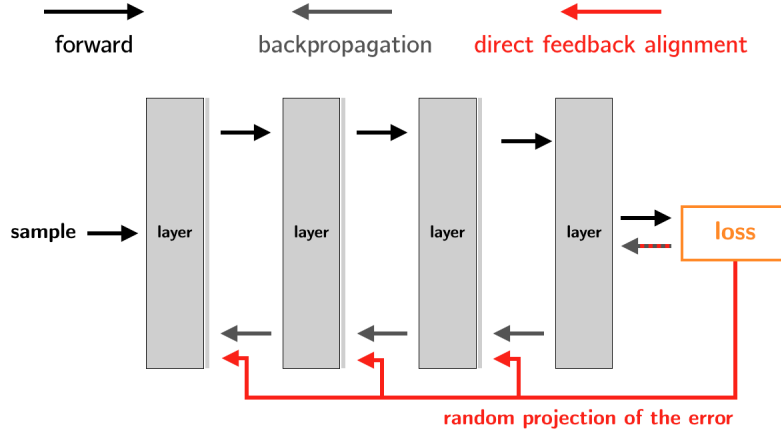 forward
backpropagation
direct feedback alignment
sample
layer
layer
layer
layer
loss
random projection of the error